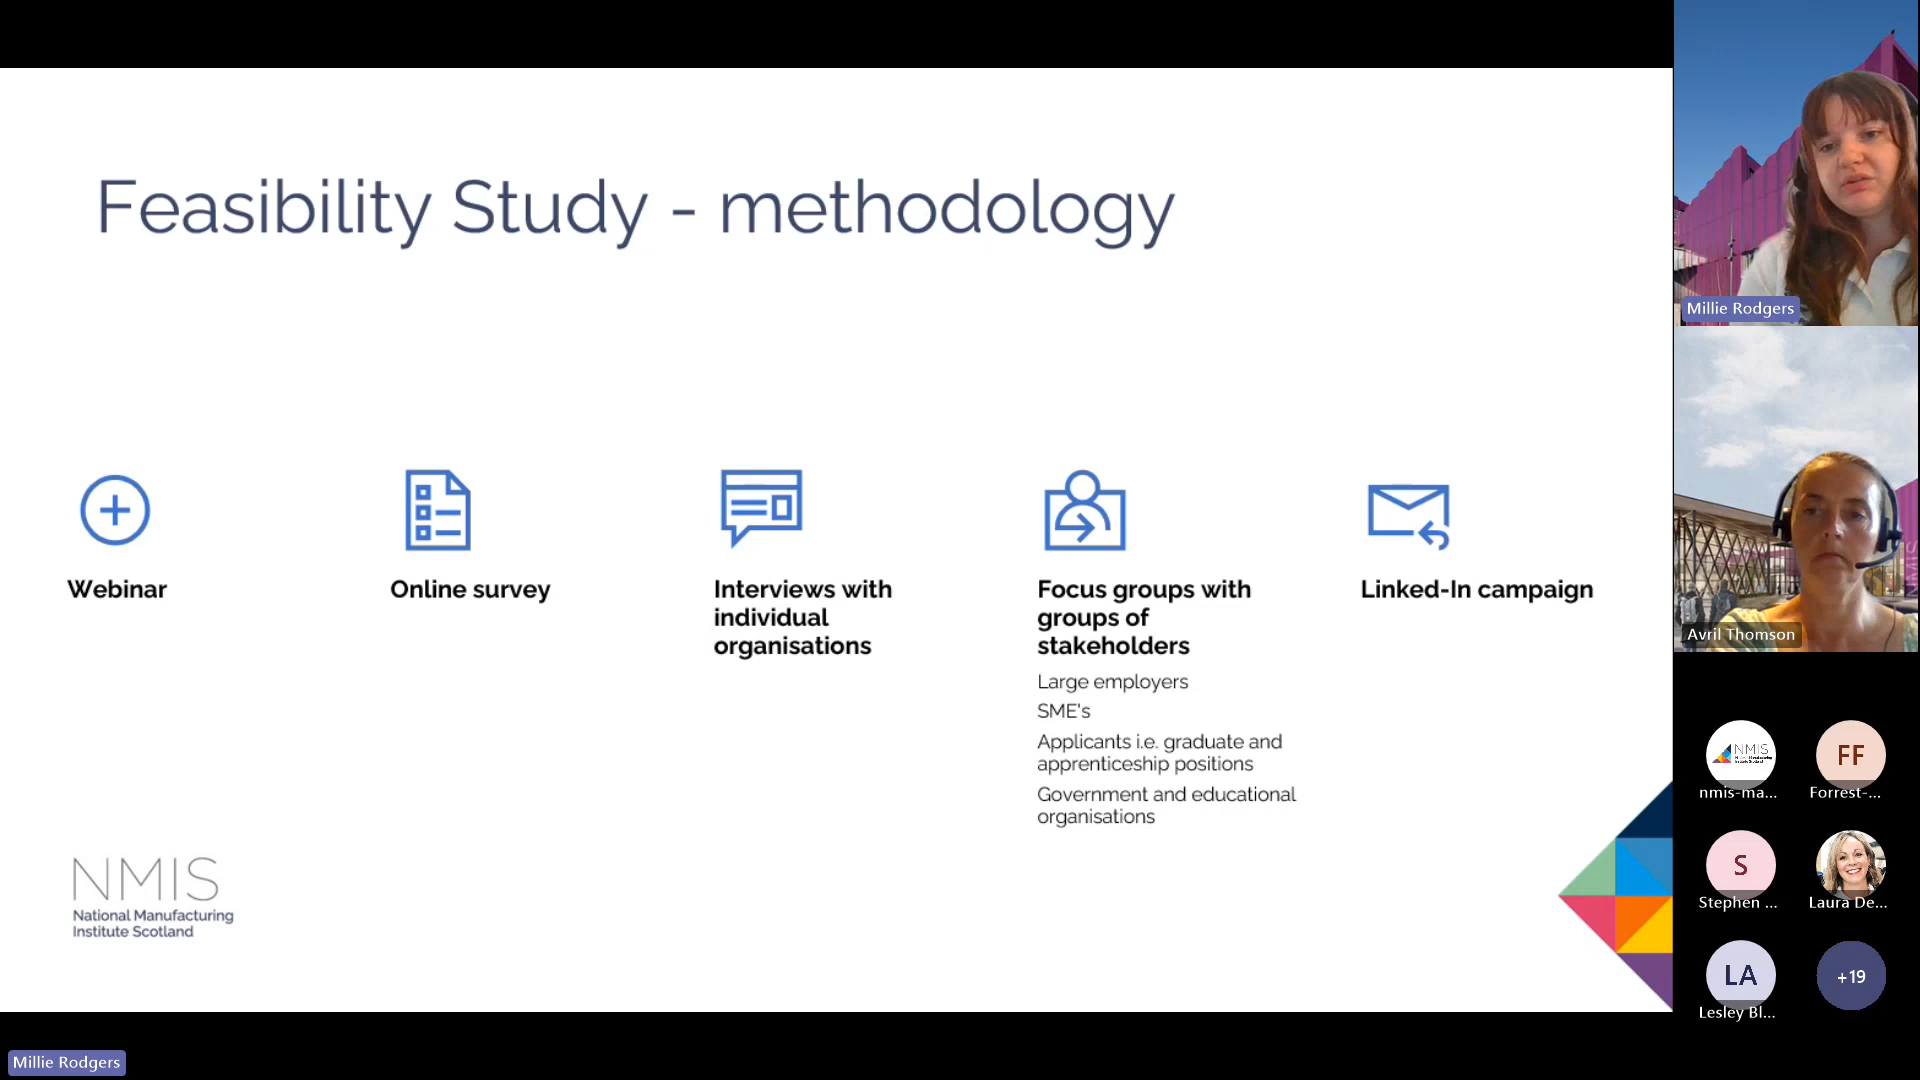 Feasibility Study - methodology
Webinar
Online survey
Interviews with
individual
organisations
Focus groups with
groups of
stakeholders
Large employers
SME's
Applicants i.e. graduate and
apprenticeship positions
Government and educational
organisations
Linked-In campaign
NMIS
National Manufacturing
Institute Scotland
Millie Rodgers
Avril Thomson
NMIS
nmis-ma...
FF
Forrest-...
S
Stephen ...
Laura De...
LA
Lesley Bl...
+19
Millie Rodgers